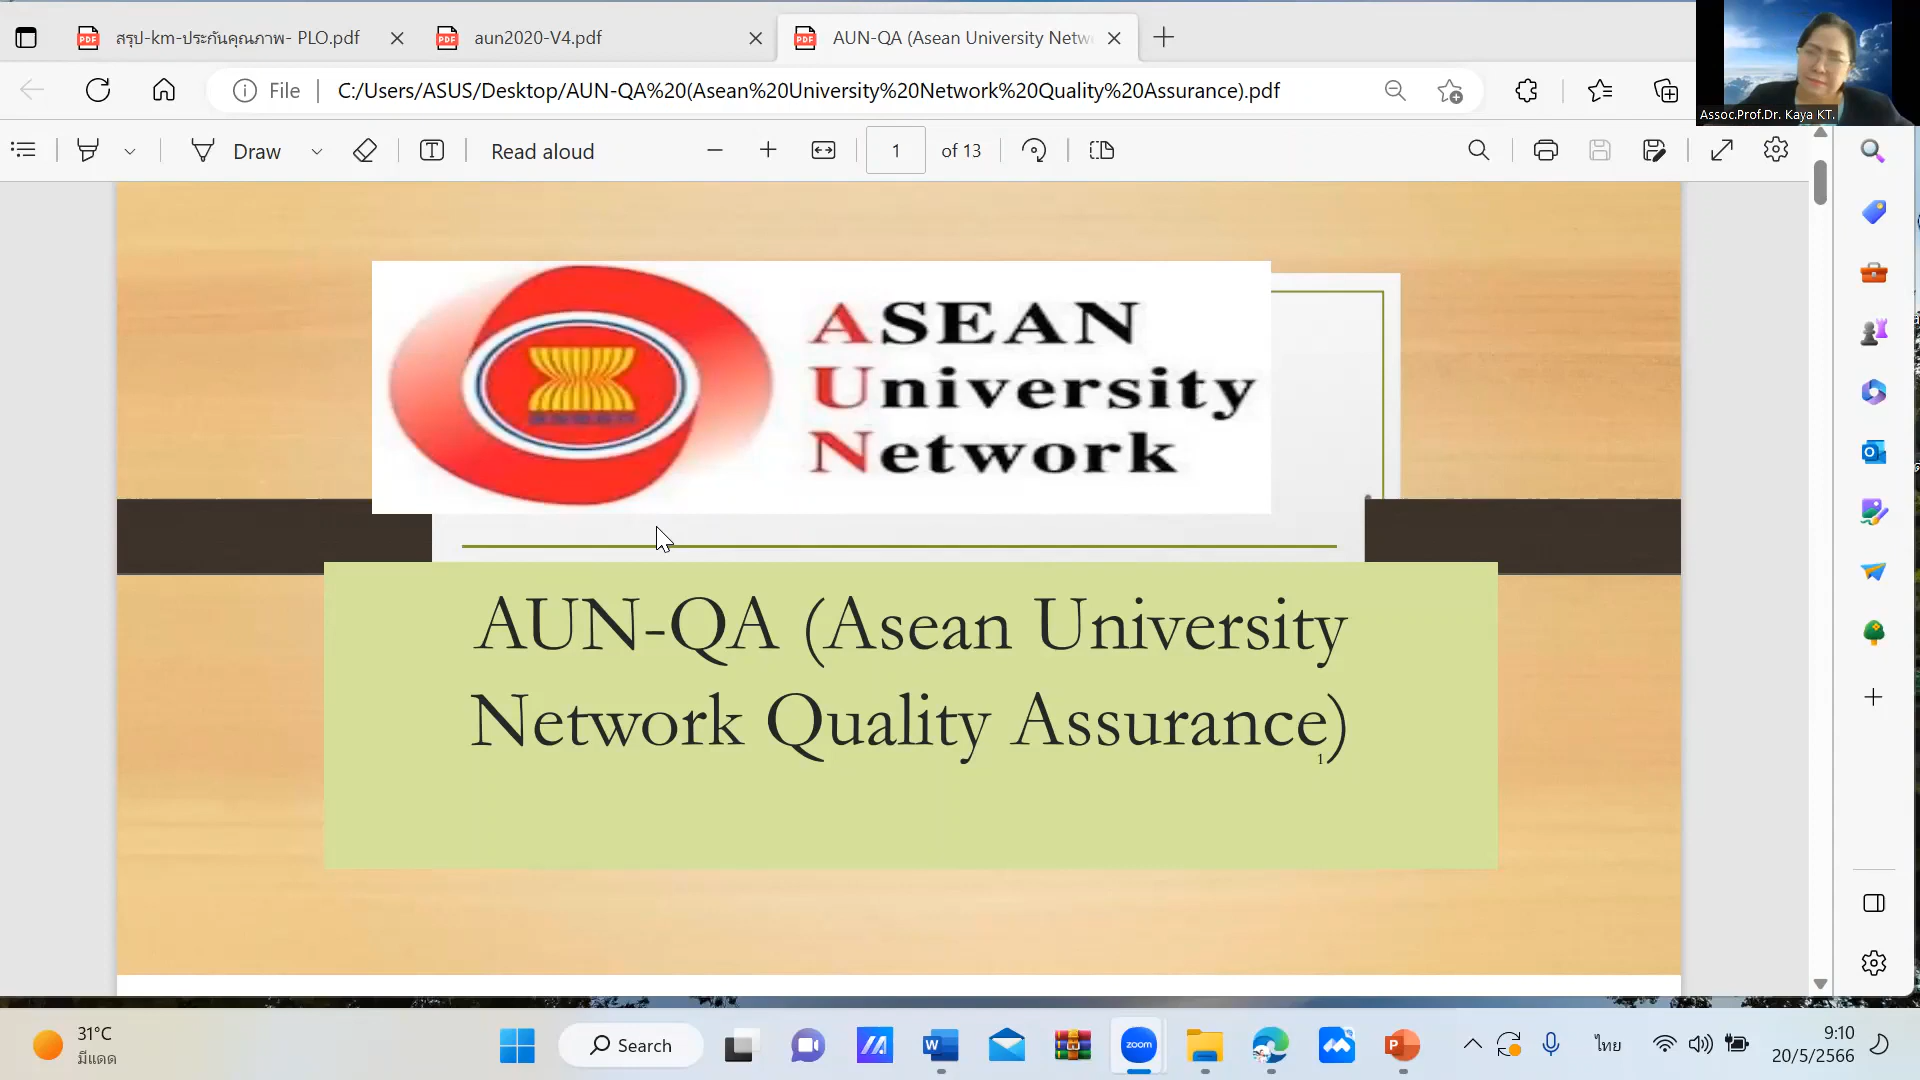 สรุป-km-ประกันคุณภาพ- PLO.pdf
aun2020-V4.pdf
AUN-QA (Asean University Netw
File
C:/Users/ASUS/Desktop/AUN-QA%20(Asean%20University%20Network%20Quality%20Assurance).pdf
Assoc.Prof.Dr. Kaya KT.
Draw
Read aloud
1
of 13
ASEAN
University
Network
AUN-QA (Asean University
Network Quality Assurance)
1
31°C
มีแดด
Search
zoom
ไทย
9:10
20/5/2566